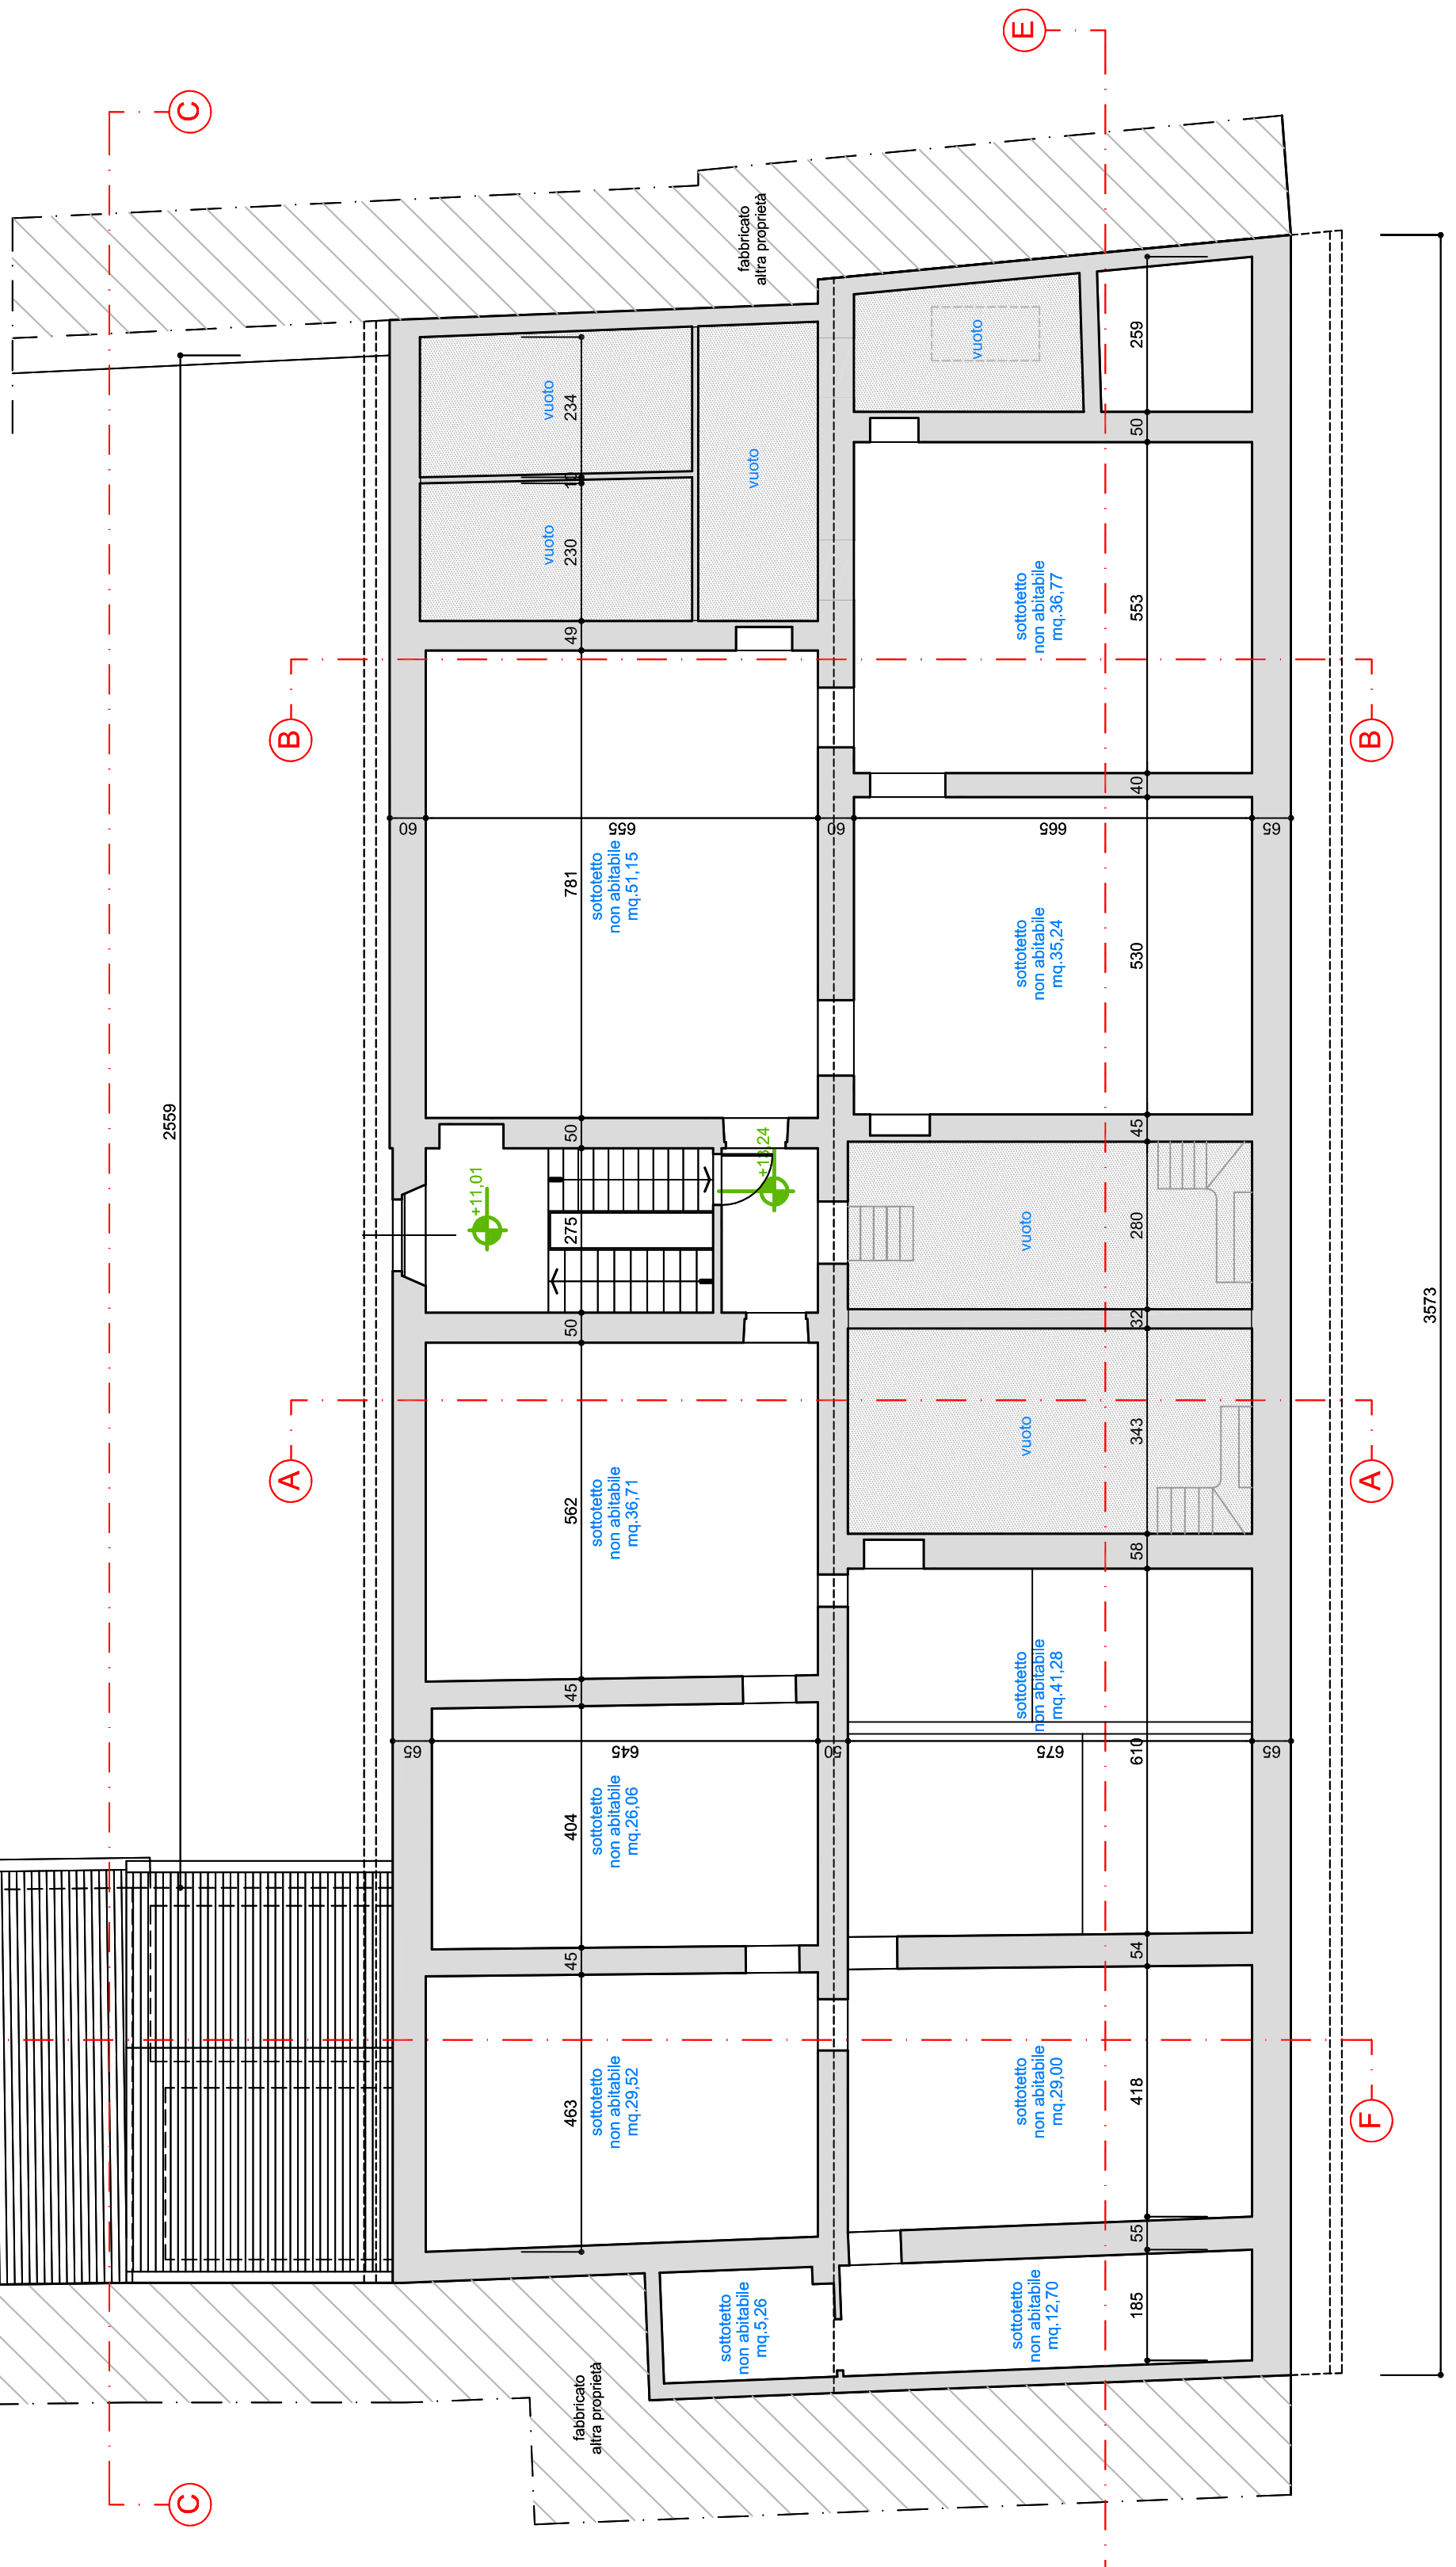 C
E
fabbricato
altra proprietà
vuoto
259
vuoto
234
vuoto
50
10
vuoto
230
sottotetto
non abitabile
mq.36,77
553
49
B
B
40
60
655
60
665
65
sottotetto
non abitabile
mq.51,15
781
sottotetto
non abitabile
mq.35,24
530
2559
50
45
+13,24
+11,01
275
vuoto
280
3573
50
32
A
A
vuoto
343
sottotetto
non abitabile
mq.36,71
562
58
sottotetto
non abitabile
mq.41,28
45
65
645
50
675
610
65
sottotetto
non abitabile
mq.26,06
404
45
54
sottotetto
non abitabile
mq.29,52
463
sottotetto
non abitabile
mq.29,00
418
F
55
sottotetto
non abitabile
mq.5,26
sottotetto
non abitabile
mq.12,70
185
fabbricato
altra proprietà
C